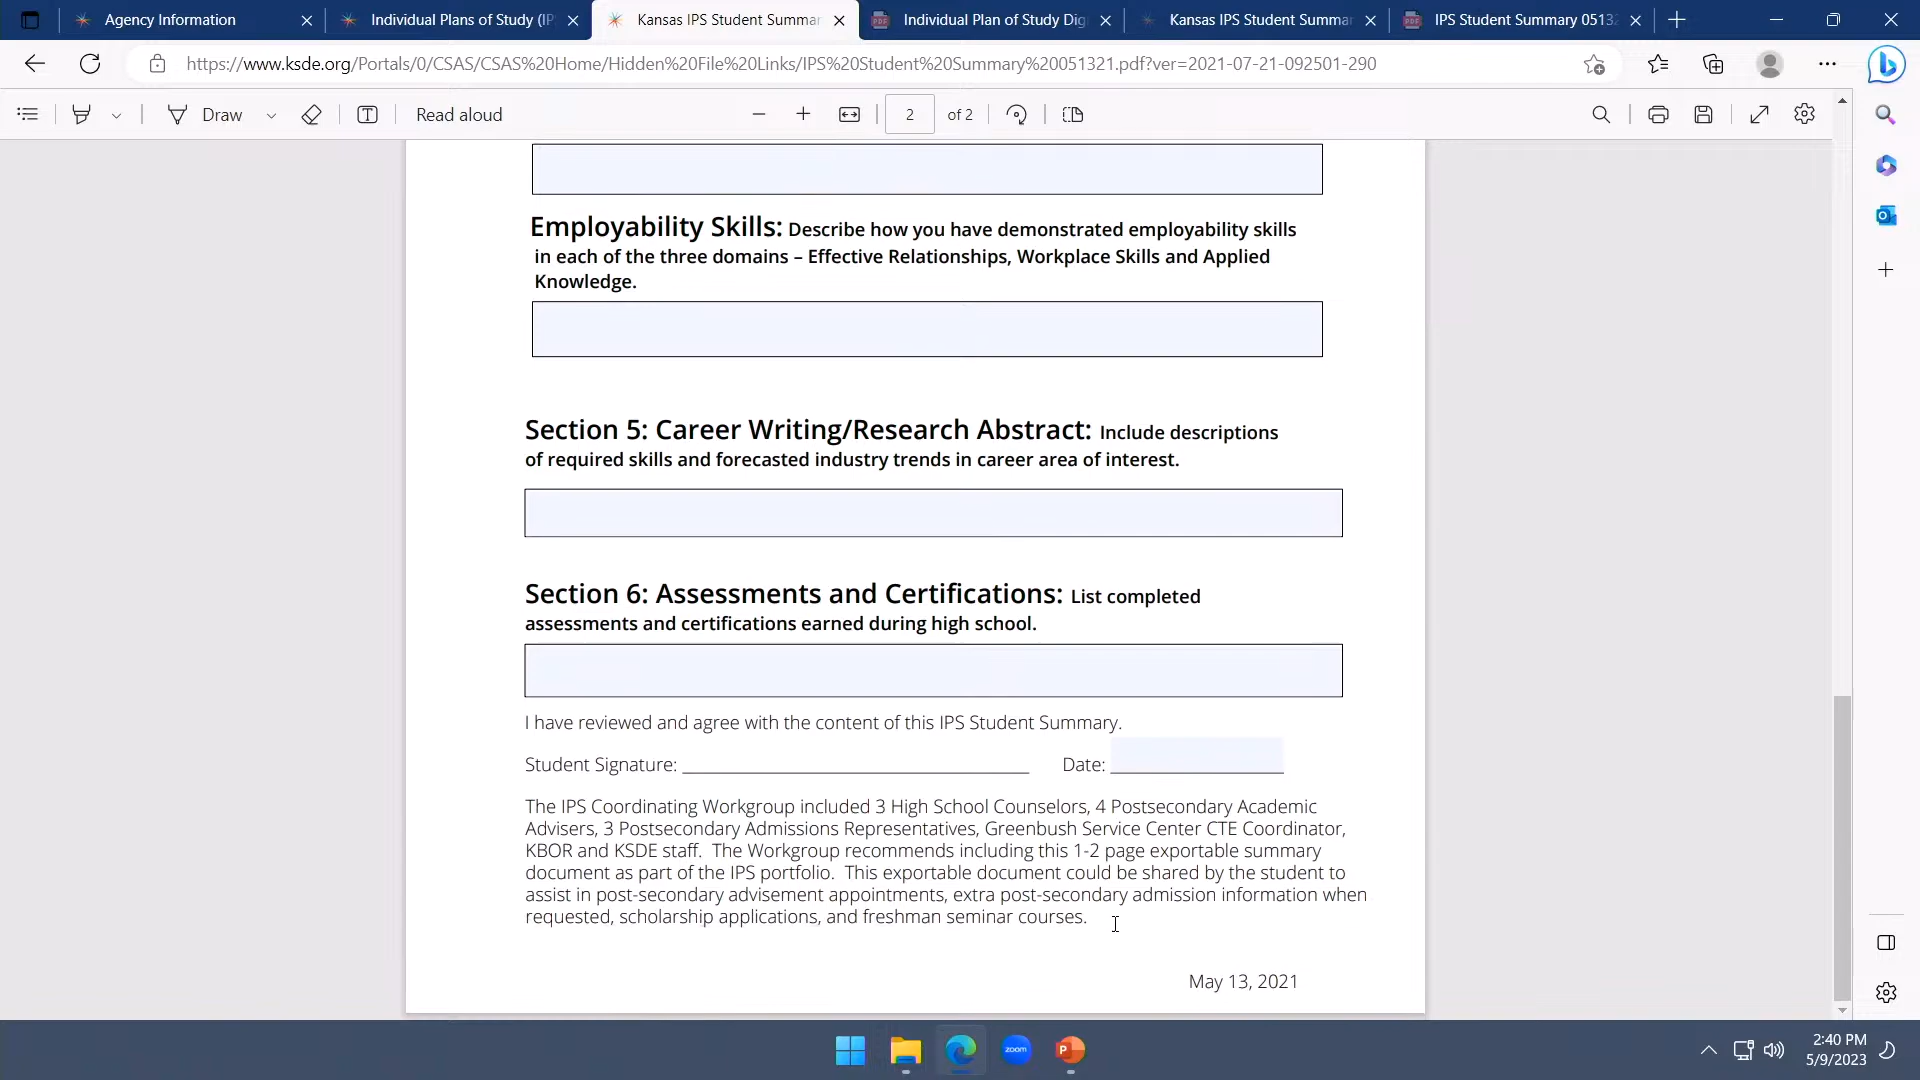 Agency Information
Individual Plans of Study (IP
Kansas IPS Student Summar
Individual Plan of Study Dig
Kansas IPS Student Summar
IPS Student Summary 0513
https://www.ksde.org/Portals/0/CSAS/CSAS%20Home/Hidden%20File%20Links/IPS%20Student%20Summary%20051321.pdf?ver=2021-07-21-092501-290
Draw
Read aloud
2 of 2
Employability Skills: Describe how you have demonstrated employability skills
in each of the three domains – Effective Relationships, Workplace Skills and Applied
Knowledge.
Section 5: Career Writing/Research Abstract: Include descriptions
of required skills and forecasted industry trends in career area of interest.
Section 6: Assessments and Certifications: List completed
assessments and certifications earned during high school.
I have reviewed and agree with the content of this IPS Student Summary.
Student Signature: Date:
The IPS Coordinating Workgroup included 3 High School Counselors, 4 Postsecondary Academic
Advisers, 3 Postsecondary Admissions Representatives, Greenbush Service Center CTE Coordinator,
KBOR and KSDE staff. The Workgroup recommends including this 1-2 page exportable summary
document as part of the IPS portfolio. This exportable document could be shared by the student to
assist in post-secondary advisement appointments, extra post-secondary admission information when
requested, scholarship applications, and freshman seminar courses.
May 13, 2021
zoom
2:40 PM
5/9/2023